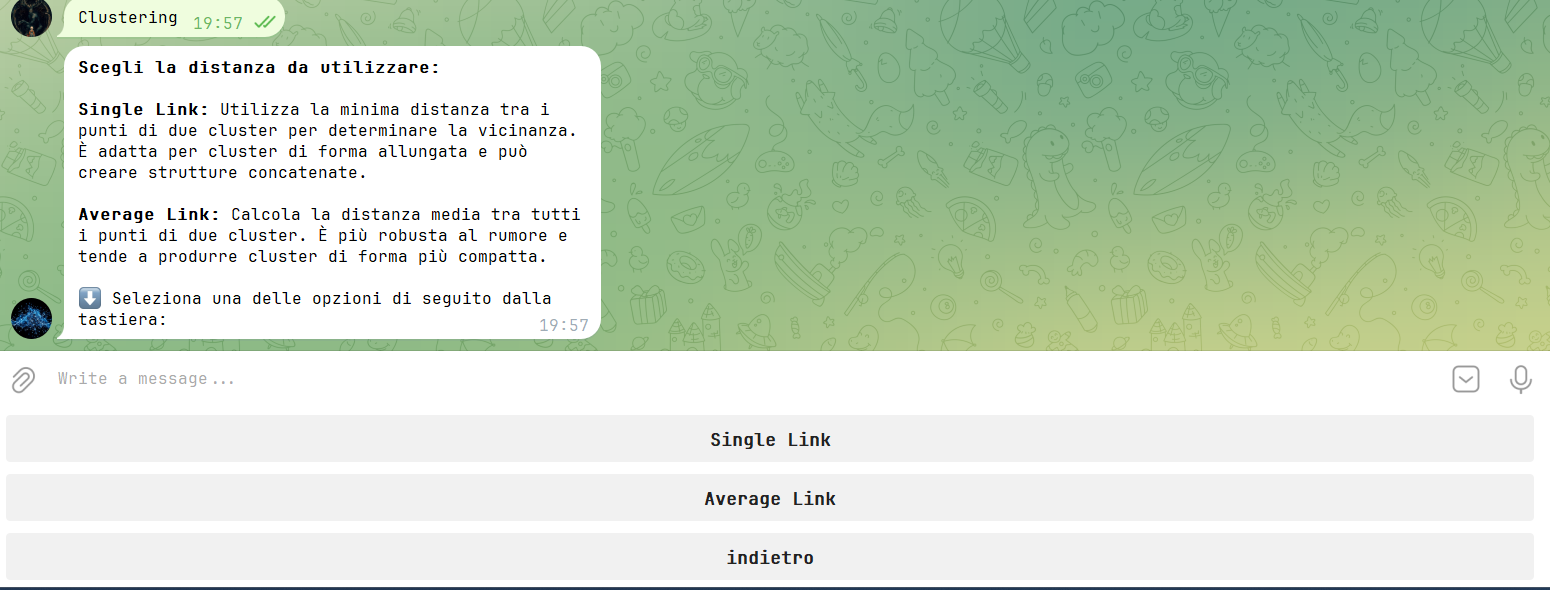 Clustering 19:57
Scegli la distanza da utilizzare:
Single Link: Utilizza la minima distanza tra i
punti di due cluster per determinare la vicinanza.
È adatta per cluster di forma allungata e può
creare strutture concatenate.
Average Link: Calcola la distanza media tra tutti
i punti di due cluster. È più robusta al rumore e
tende a produrre cluster di forma più compatta.
⬇️ Seleziona una delle opzioni di seguito dalla
tastiera: 19:57
Write a message...
Single Link
Average Link
indietro